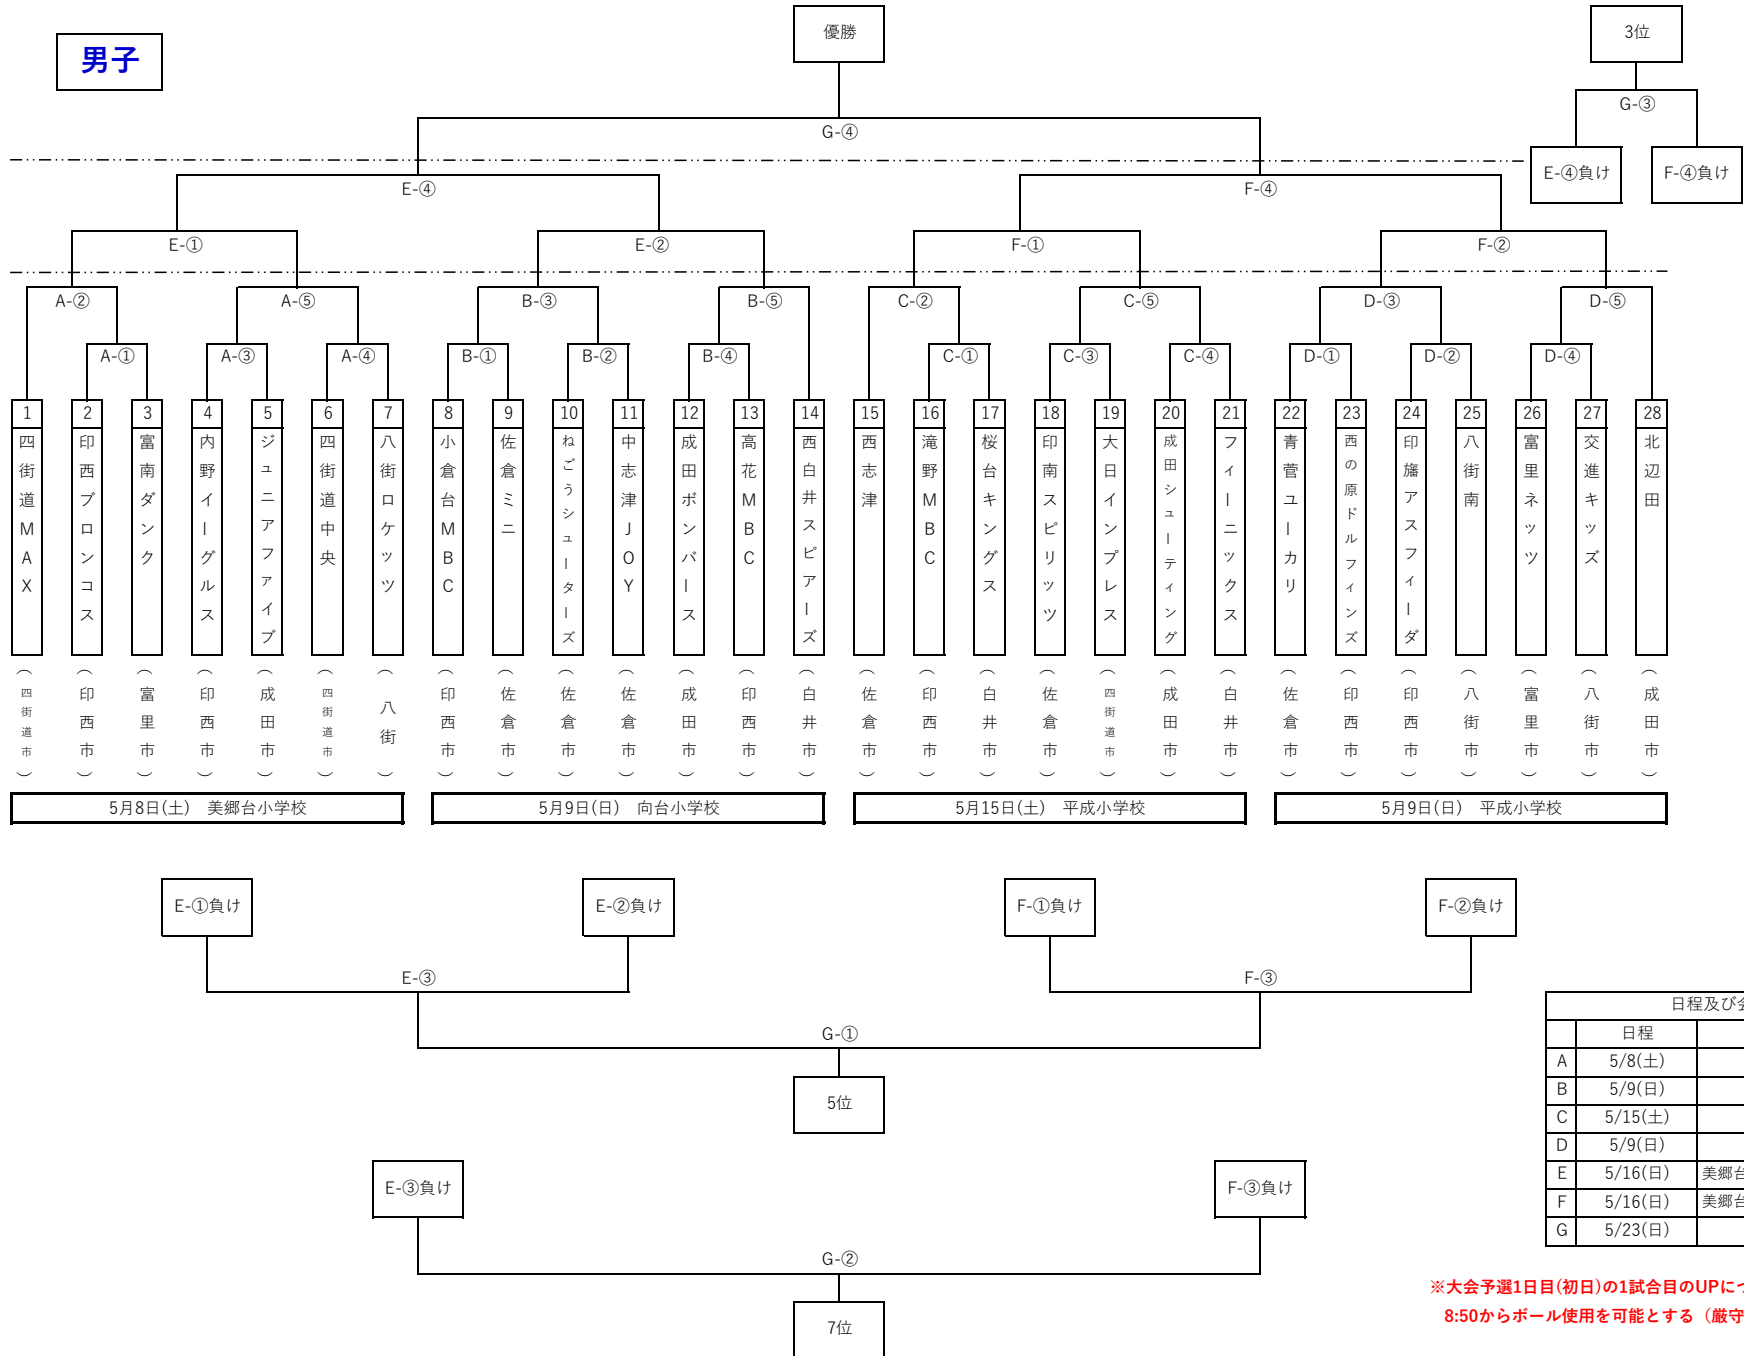 男子
優勝
3位
G-③
G-④
E-④負け
F-④負け
E-④
F-④
E-①
E-②
F-①
F-②
A-②
A-⑤
B-③
B-⑤
C-②
C-⑤
D-③
D-⑤
A-①
A-③
A-④
B-①
B-②
B-④
C-①
C-③
C-④
D-①
D-②
D-④
1 四街道MAX (四街道市)
2 印西ブロンコス (印西市)
3 富南ダンク (富里市)
4 内野イーグルス (印西市)
5 ジュニアファイブ (成田市)
6 四街道中央 (四街道市)
7 八街ロケッツ (八街)
8 小倉台MBC (印西市)
9 佐倉ミニ (佐倉市)
10 ねごうシューターズ (佐倉市)
11 中志津JOY (佐倉市)
12 成田ボンバース (成田市)
13 高花MBC (印西市)
14 西白井スピアーズ (白井市)
15 西志津 (佐倉市)
16 滝野MBC (印西市)
17 桜台キングス (白井市)
18 印南スピリッツ (佐倉市)
19 大日インプレス (四街道市)
20 成田シューティング (成田市)
21 フィーニックス (白井市)
22 青菅ユーカリ (佐倉市)
23 西の原ドルフィンズ (印西市)
24 印旛アスフィーダ (印西市)
25 八街南 (八街市)
26 富里ネッツ (富里市)
27 交進キッズ (八街市)
28 北辺田 (成田市)
5月8日(土) 美郷台小学校
5月9日(日) 向台小学校
5月15日(土) 平成小学校
5月9日(日) 平成小学校
E-①負け
E-②負け
F-①負け
F-②負け
E-③
F-③
G-①
5位
E-③負け
F-③負け
G-②
7位
日程及び会
日程
A 5/8(土)
B 5/9(日)
C 5/15(土)
D 5/9(日)
E 5/16(日) 美郷台
F 5/16(日) 美郷台
G 5/23(日)
※大会予選1日目(初日)の1試合目のUPにつ
8:50からボール使用を可能とする（厳守